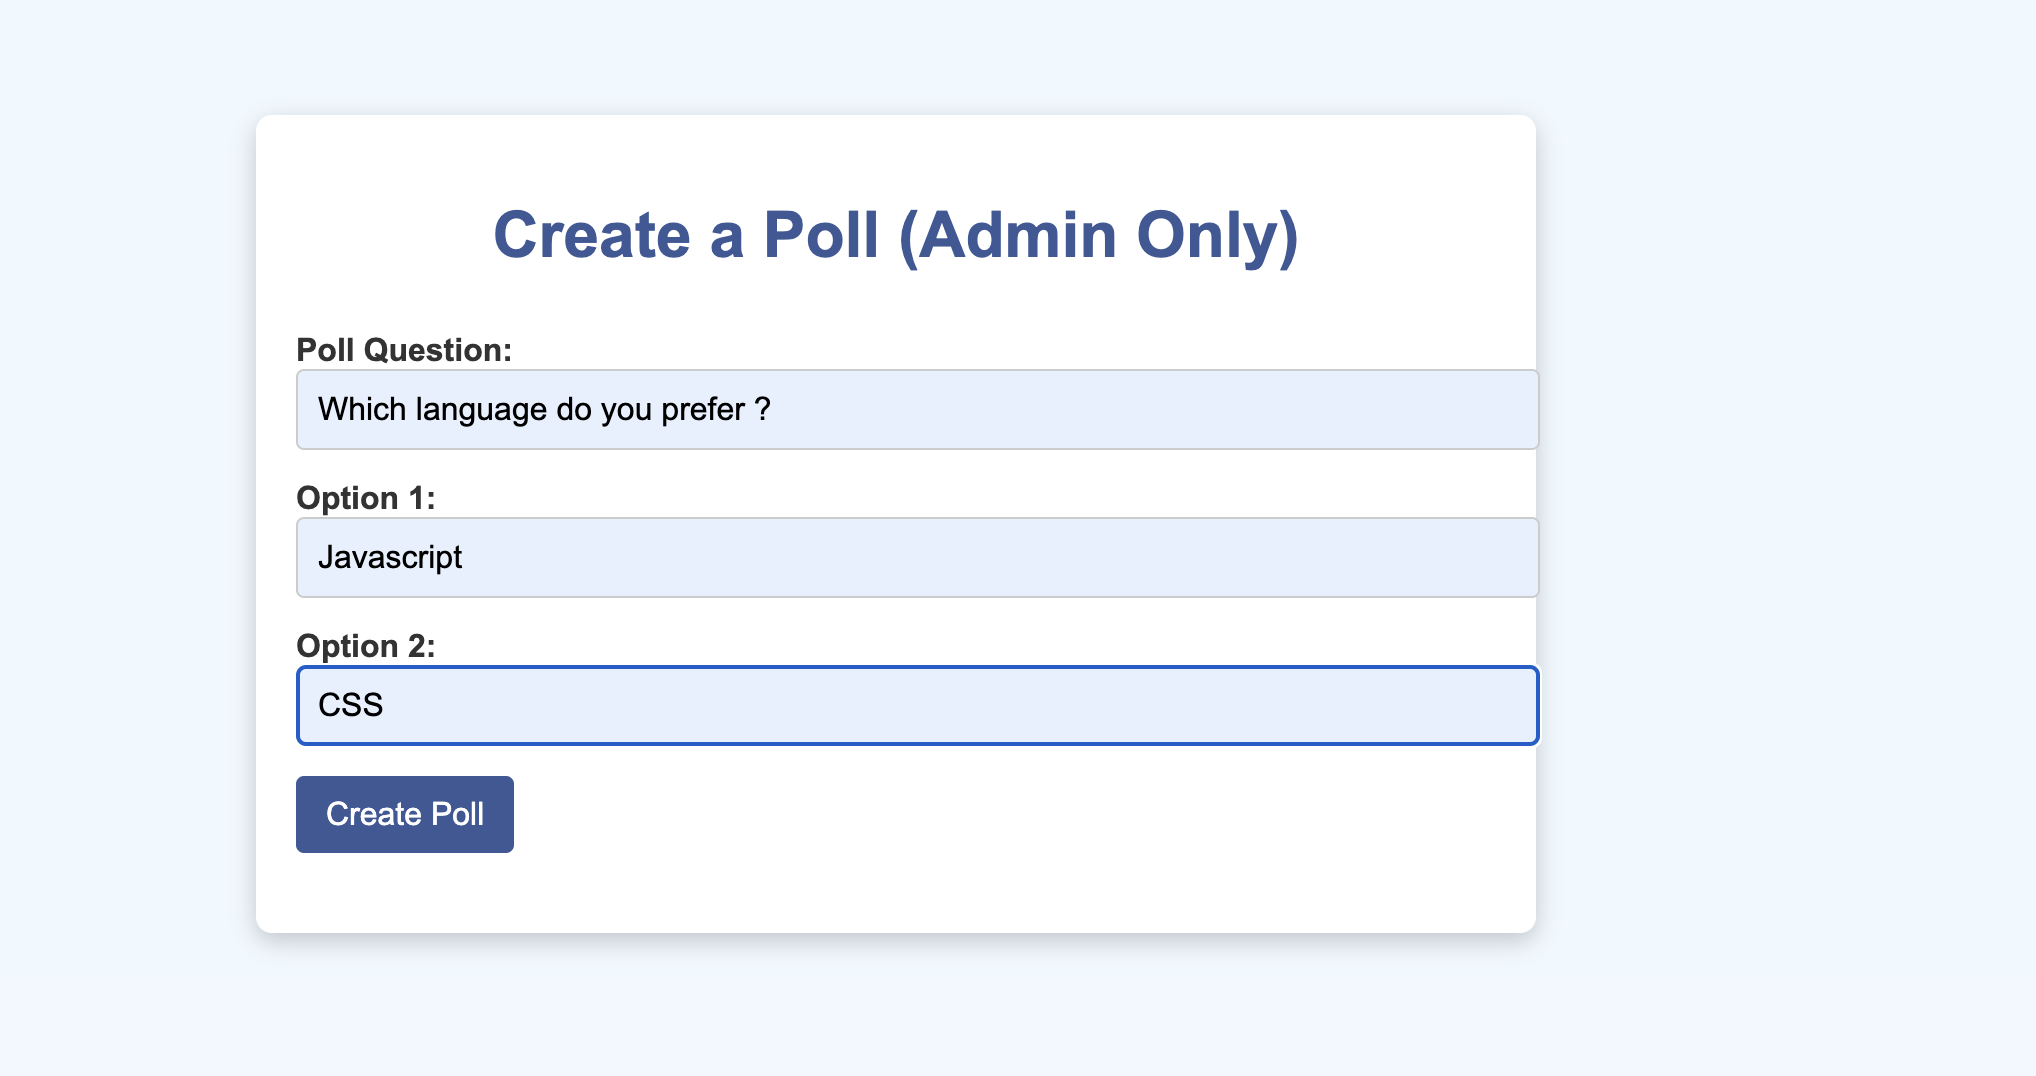 Create a Poll (Admin Only)
Poll Question:
Which language do you prefer ?
Option 1:
Javascript
Option 2:
CSS
Create Poll